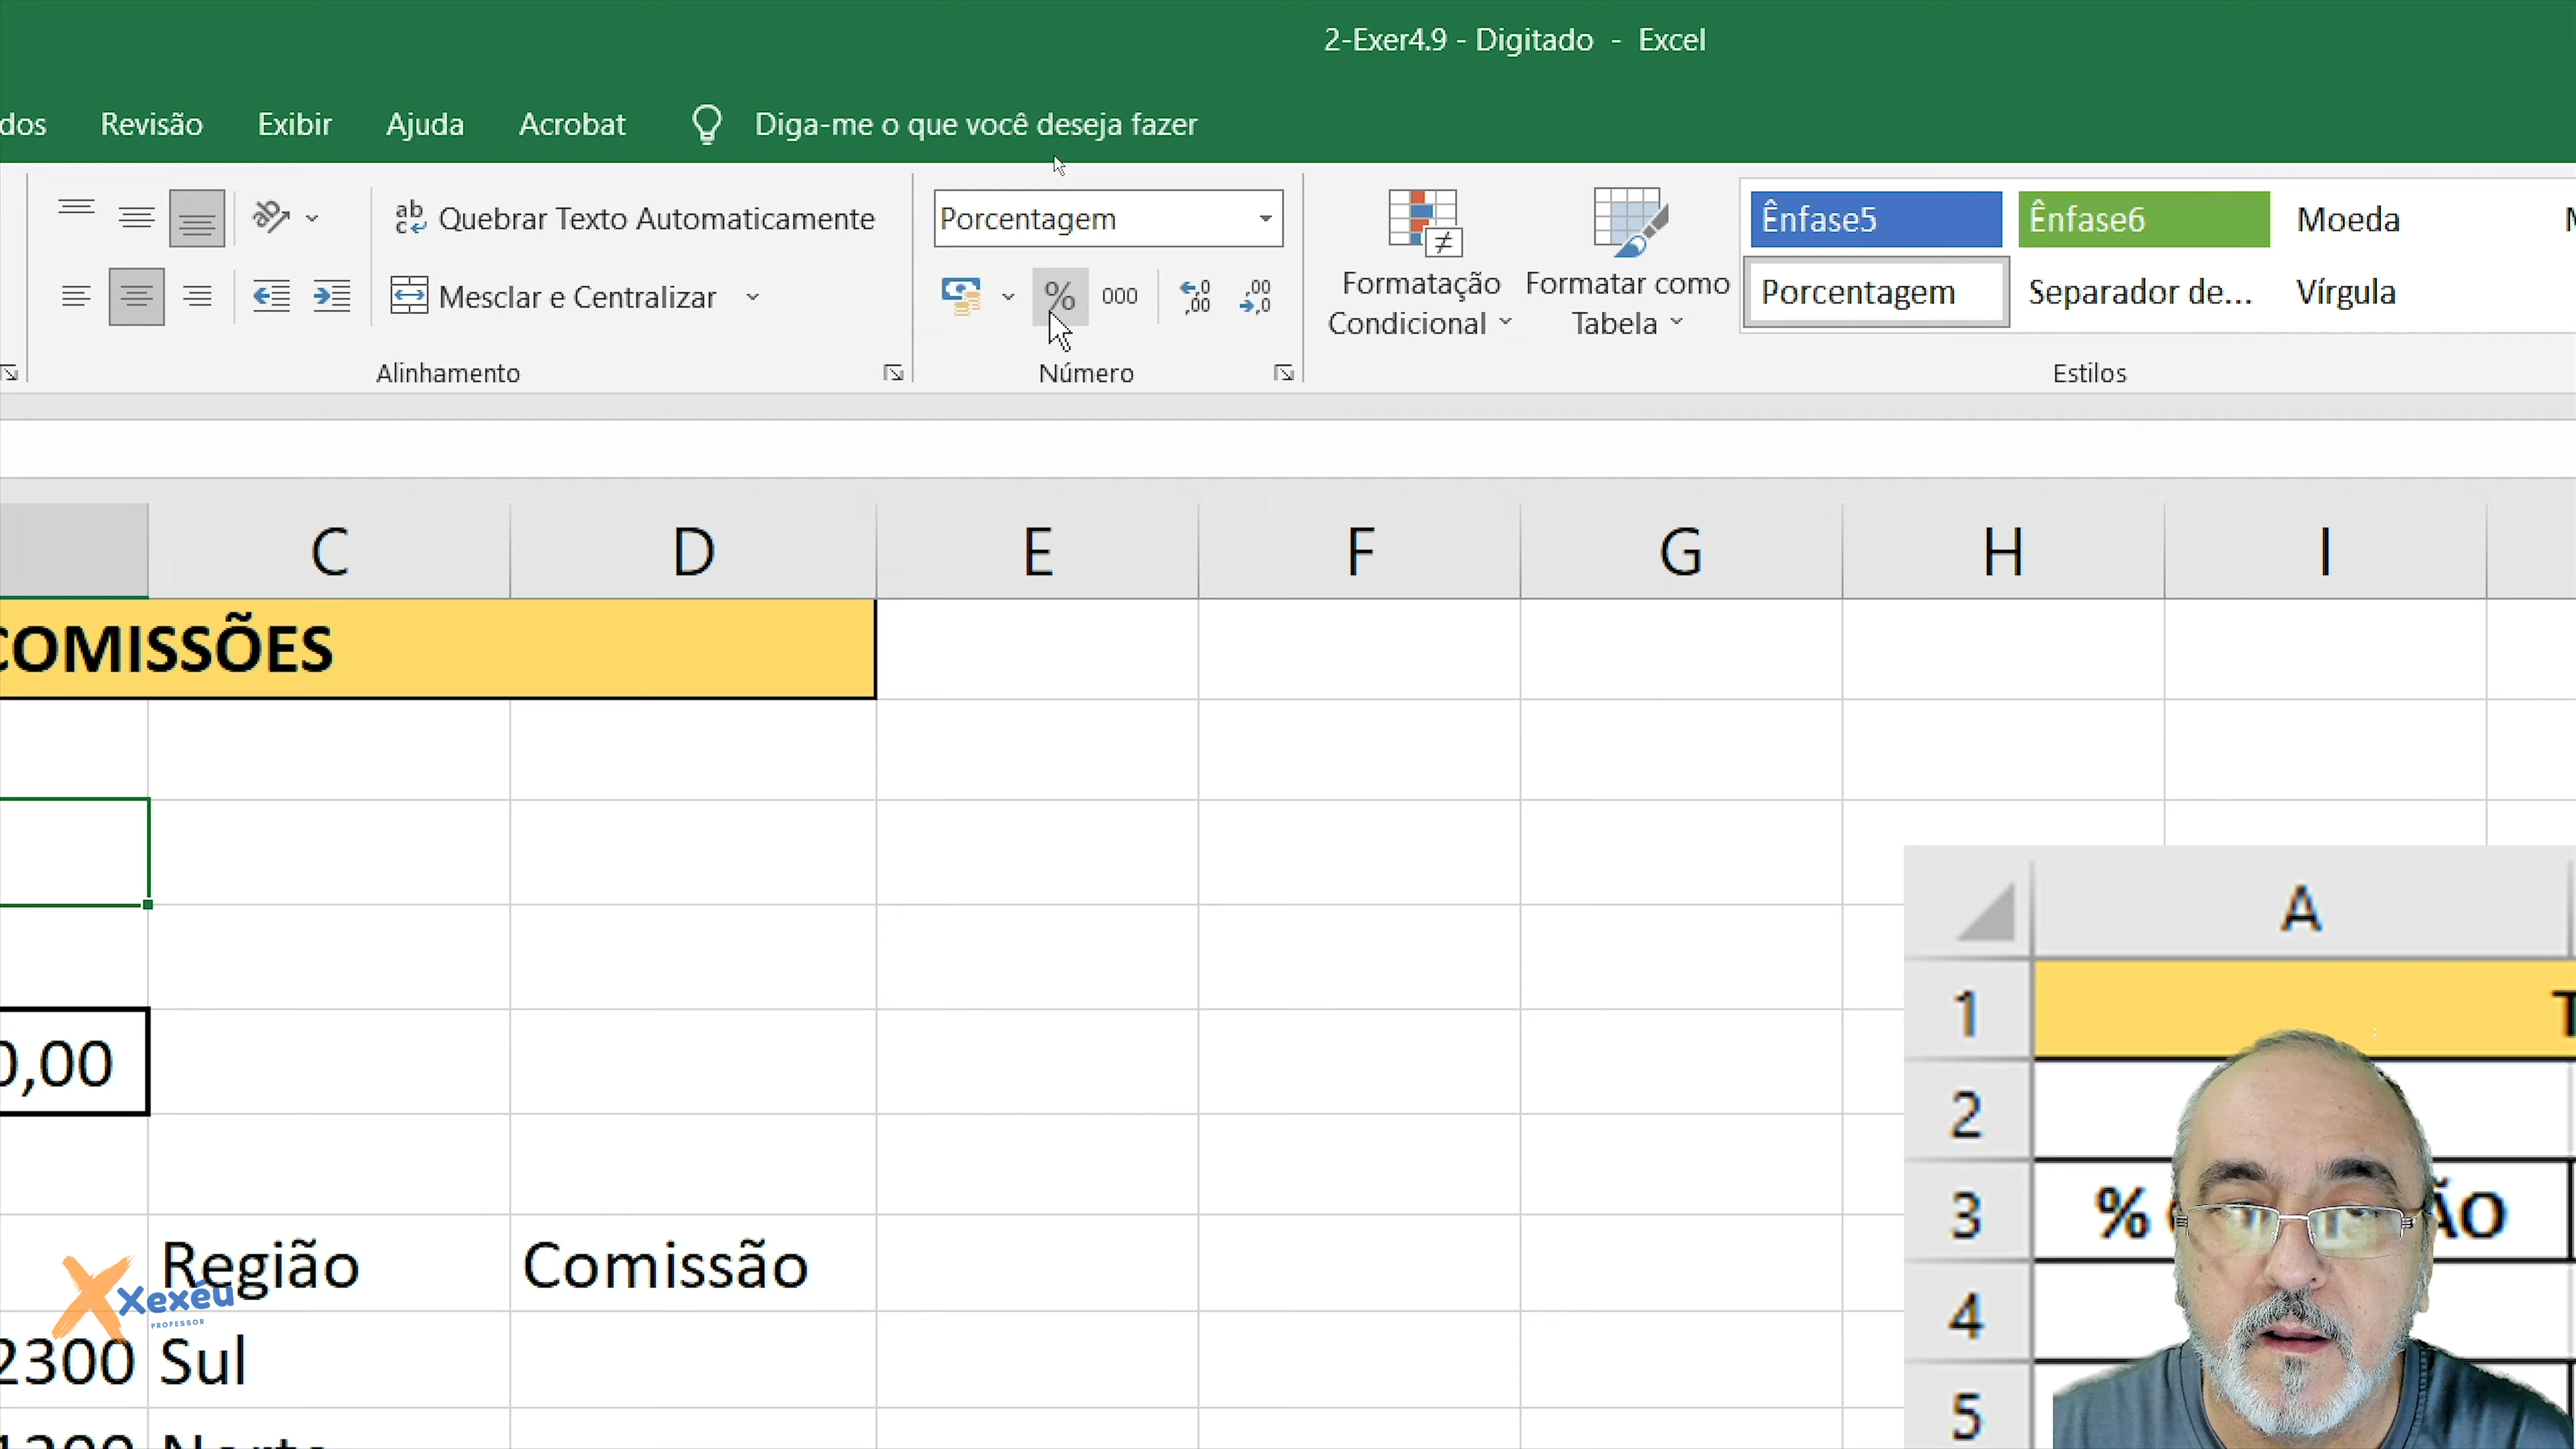 2-Exer4.9 - Digitado - Excel
dos Revisão Exibir Ajuda Acrobat Diga-me o que você deseja fazer
Quebrar Texto Automaticamente
Porcentagem
Ênfase5 Ênfase6 Moeda
Mesclar e Centralizar
% 000
Formatação Condicional
Formatar como Tabela
Porcentagem Separador de... Vírgula
Alinhamento Número Estilos
C D E F G H I
COMISSÕES
0,00
Região Comissão
2300 Sul
Xexéu
PROFESSOR
A
1
2
3 % ÃO
4
5